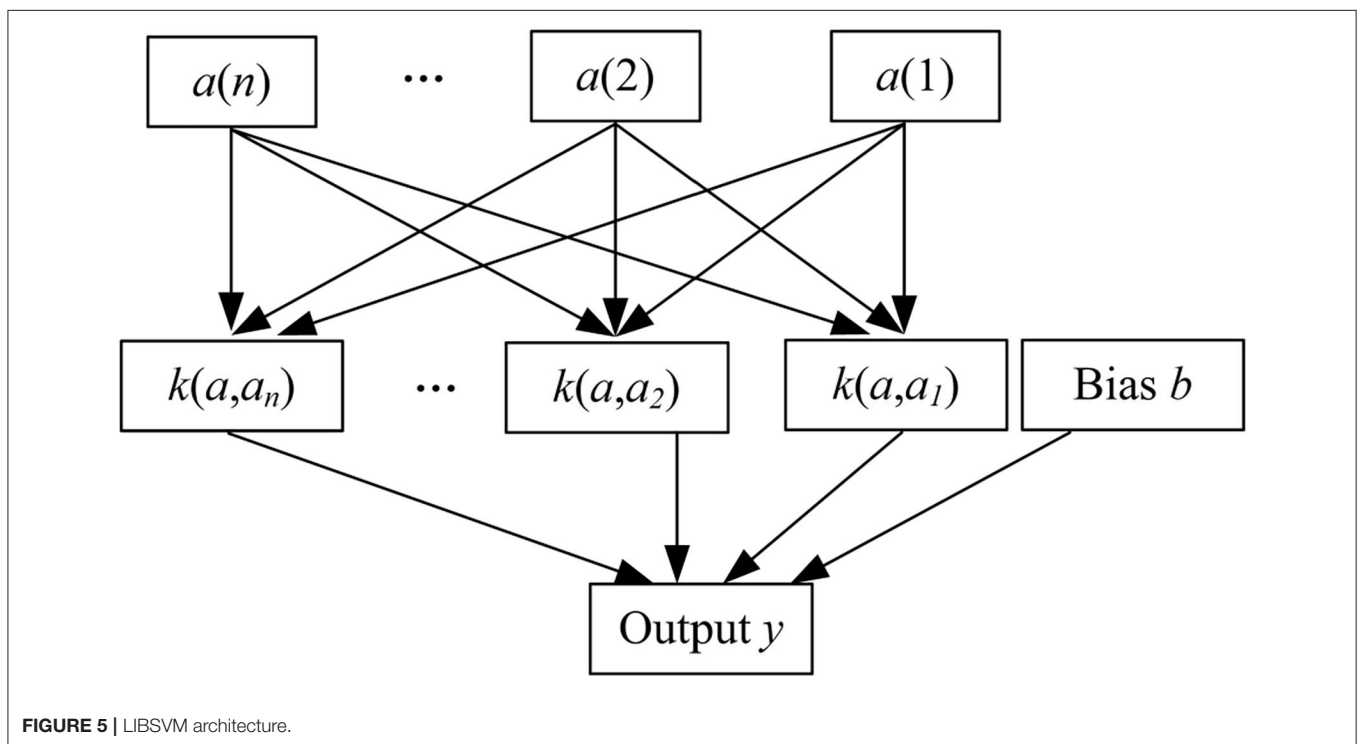 a(n) ... a(2) a(1)
k(a,aₙ) ... k(a,a₂) k(a,a₁) Bias b
Output y
FIGURE 5 | LIBSVM architecture.